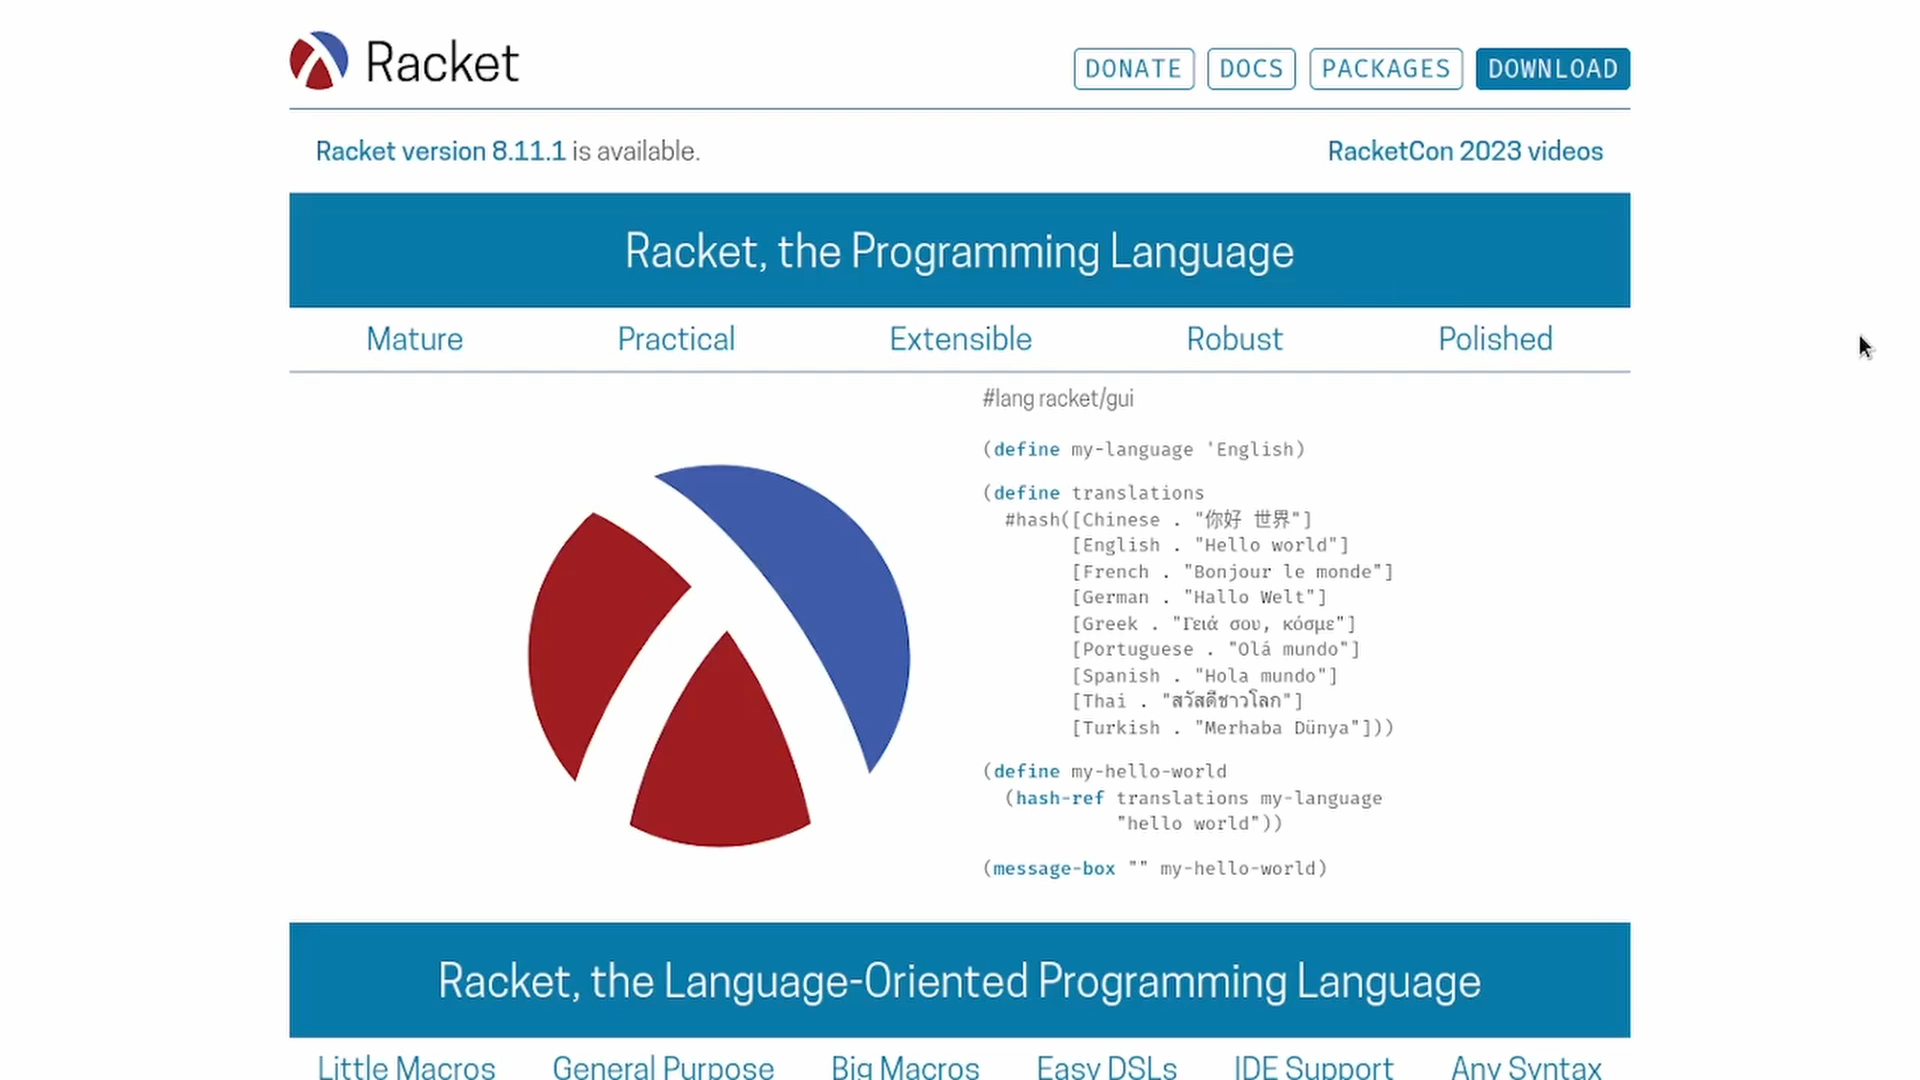 Racket
DONATE DOCS PACKAGES DOWNLOAD
Racket version 8.11.1 is available.
RacketCon 2023 videos
Racket, the Programming Language
Mature Practical Extensible Robust Polished
#lang racket/gui
(define my-language 'English)
(define translations
#hash([Chinese . "你好 世界"]
[English . "Hello world"]
[French . "Bonjour le monde"]
[German . "Hallo Welt"]
[Greek . "Γειά σου, κόσμε"]
[Portuguese . "Olá mundo"]
[Spanish . "Hola mundo"]
[Thai . "สวัสดีชาวโลก"]
[Turkish . "Merhaba Dünya"]))
(define my-hello-world
(hash-ref translations my-language
"hello world"))
(message-box "" my-hello-world)
Racket, the Language-Oriented Programming Language
Little Macros General Purpose Big Macros Easy DSLs IDE Support Any Syntax